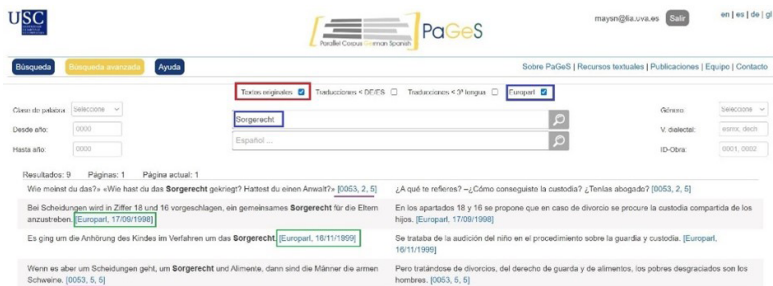 USC
Parallel Corpus German Spanish
PaGeS
maysn@fia.uva.es Salir
en | es | de | gl
Búsqueda Búsqueda avanzada Ayuda
Sobre PaGeS | Recursos textuales | Publicaciones | Equipo | Contacto
Textos originales Traducciones < DE/ES Traducciones < 3ª lengua Europarl
Clase de palabra: Seleccione
Sorgerecht
Género: Seleccione
Desde año: 0000
Español ...
V. dialectal: esmx, dech
Hasta año: 0000
ID-Obra: 0001, 0002
Resultados: 9 Páginas: 1 Página actual: 1
Wie meinst du das?» «Wie hast du das Sorgerecht gekriegt? Hattest du einen Anwalt?» [0053, 2, 5]
¿A qué te refieres? –¿Cómo conseguiste la custodia? ¿Tenías abogado? [0053, 2, 5]
Bei Scheidungen wird in Ziffer 18 und 16 vorgeschlagen, ein gemeinsames Sorgerecht für die Eltern
anzustreben. [Europarl, 17/09/1998]
En los apartados 18 y 16 se propone que en caso de divorcio se procure la custodia compartida de los
hijos. [Europarl, 17/09/1998]
Es ging um die Anhörung des Kindes im Verfahren um das Sorgerecht. [Europarl, 16/11/1999]
Se trataba de la audición del niño en el procedimiento sobre la guardia y custodia. [Europarl,
16/11/1999]
Wenn es aber um Scheidungen geht, um Sorgerecht und Alimente, dann sind die Männer die armen
Schweine. [0053, 5, 5]
Pero tratándose de divorcios, del derecho de guarda y de alimentos, los pobres desgraciados son los
hombres. [0053, 5, 5]